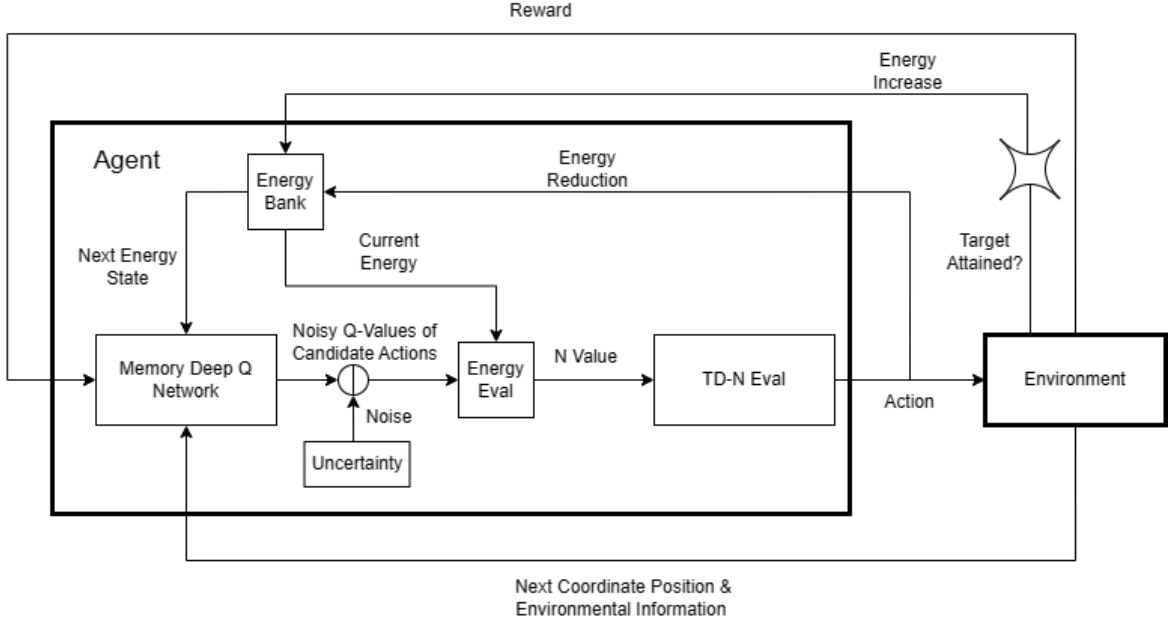 Reward
Energy
Increase
Agent
Energy
Bank
Energy
Reduction
Next Energy
State
Current
Energy
Target
Attained?
Memory Deep Q
Network
Noisy Q-Values of
Candidate Actions
Noise
Uncertainty
Energy
Eval
N Value
TD-N Eval
Action
Environment
Next Coordinate Position &
Environmental Information